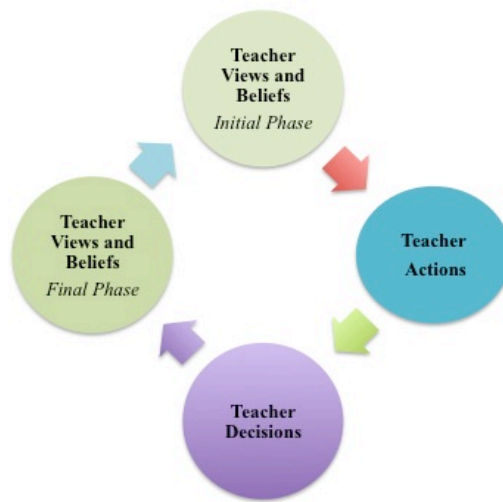 Teacher
Views and
Beliefs
Initial Phase
Teacher
Actions
Teacher
Decisions
Teacher
Views and
Beliefs
Final Phase